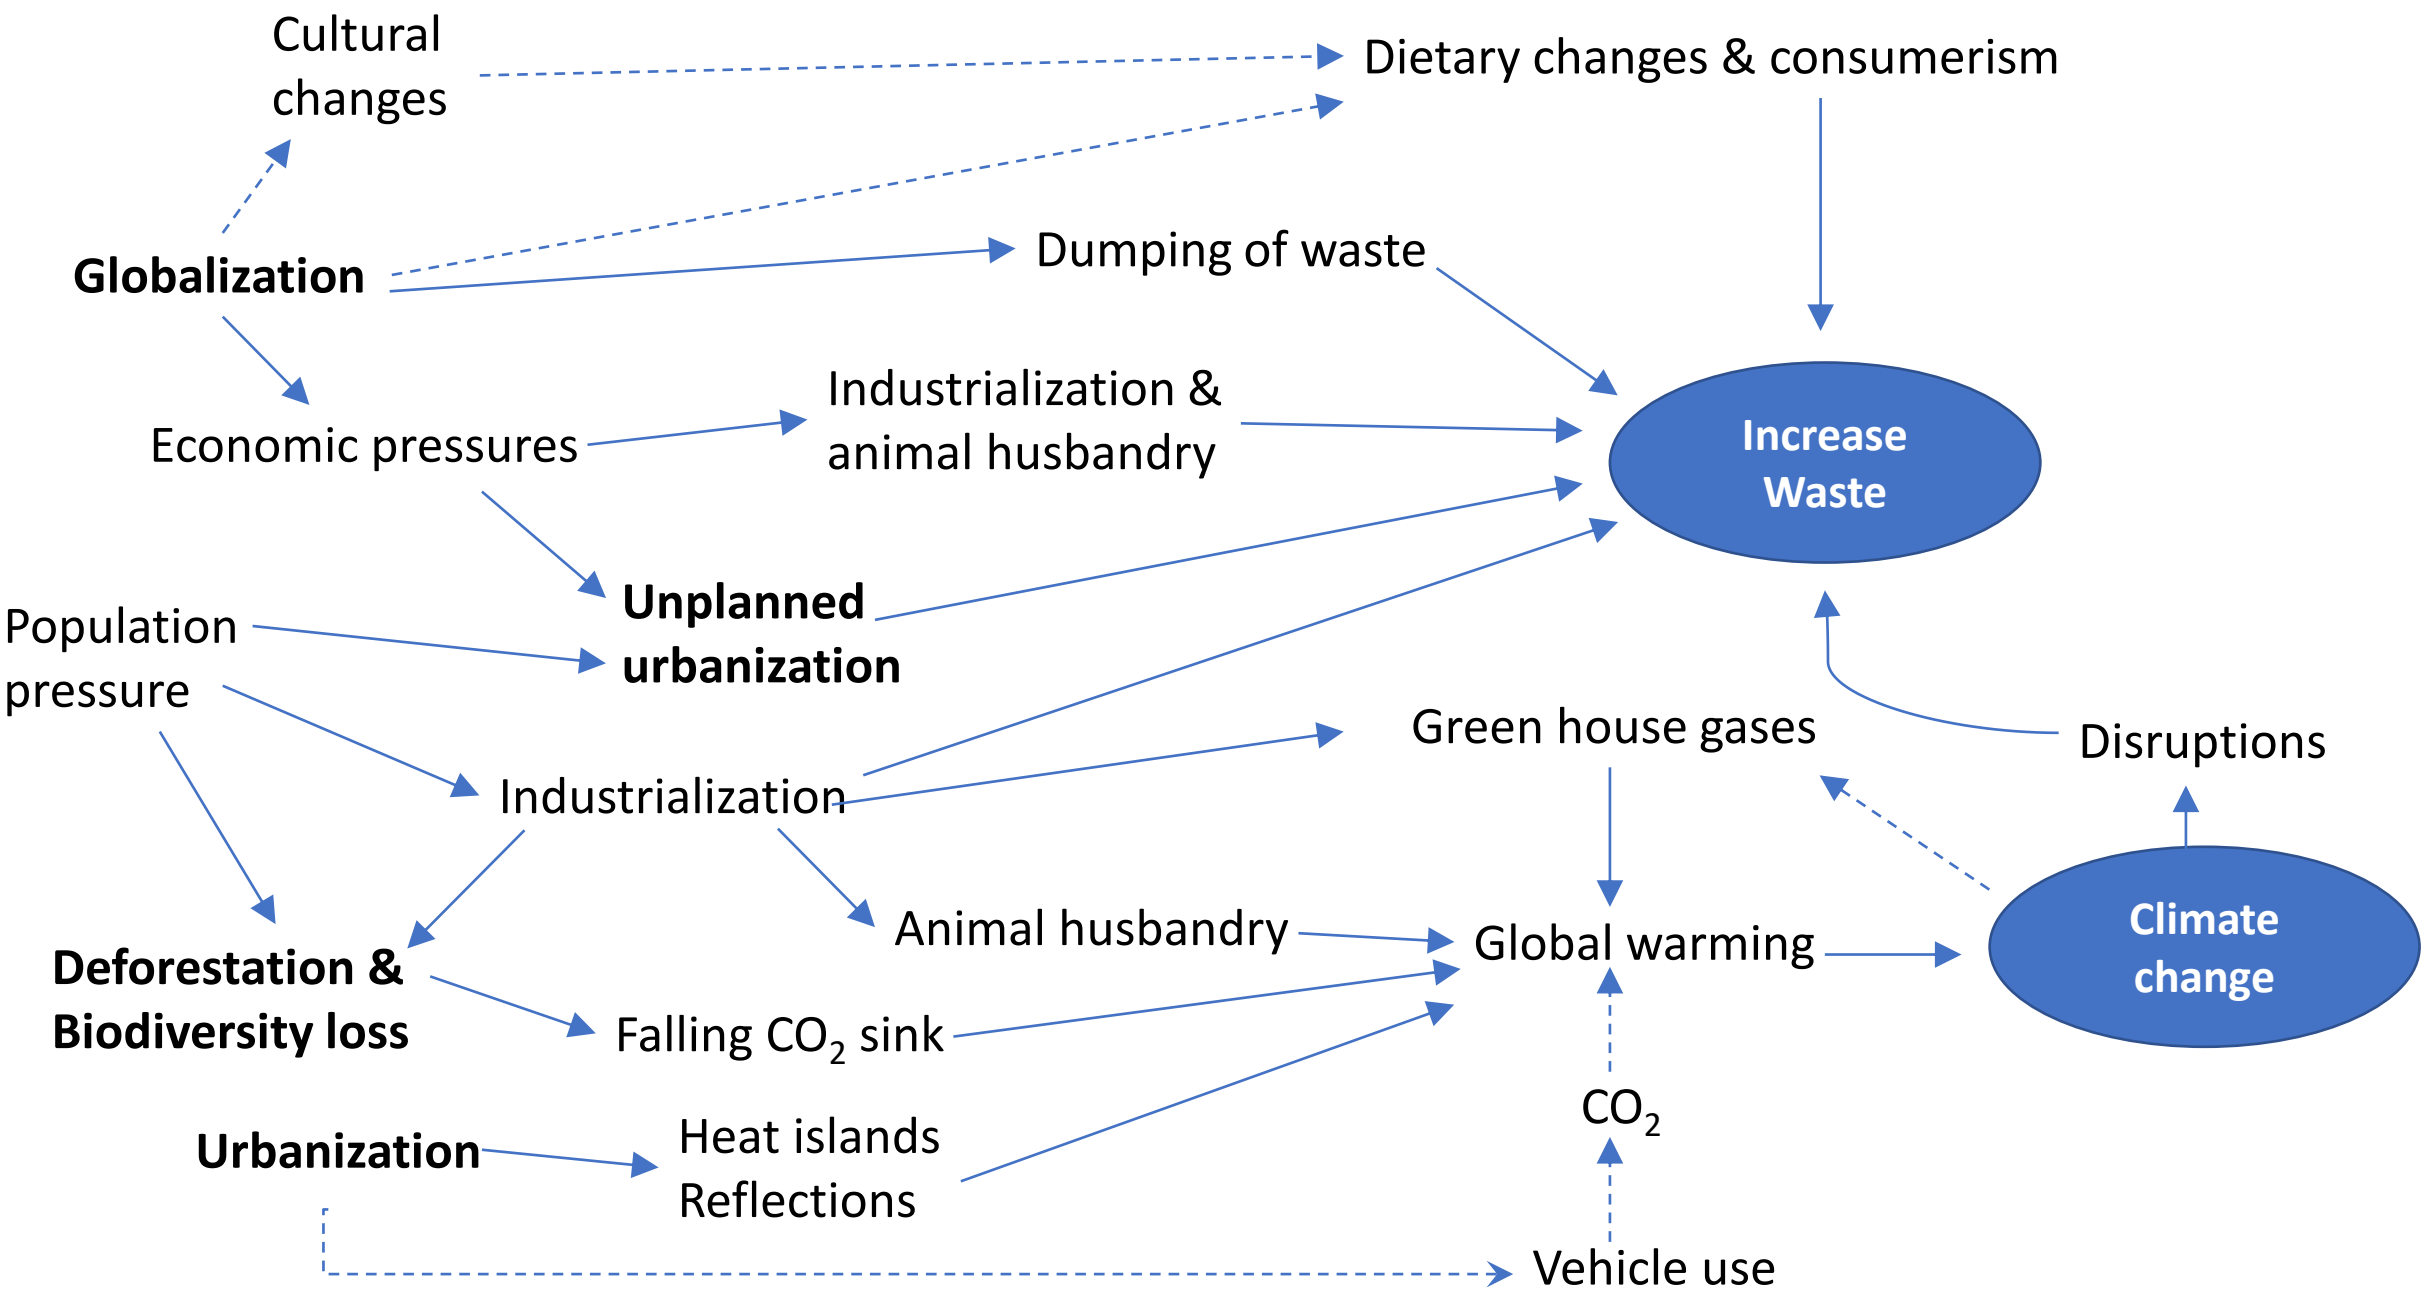 Cultural
changes
Dietary changes & consumerism
Globalization
Dumping of waste
Economic pressures
Industrialization &
animal husbandry
Increase
Waste
Population
pressure
Unplanned
urbanization
Industrialization
Green house gases
Disruptions
Deforestation &
Biodiversity loss
Animal husbandry
Global warming
Climate
change
Falling CO₂ sink
Urbanization
Heat islands
Reflections
CO₂
Vehicle use